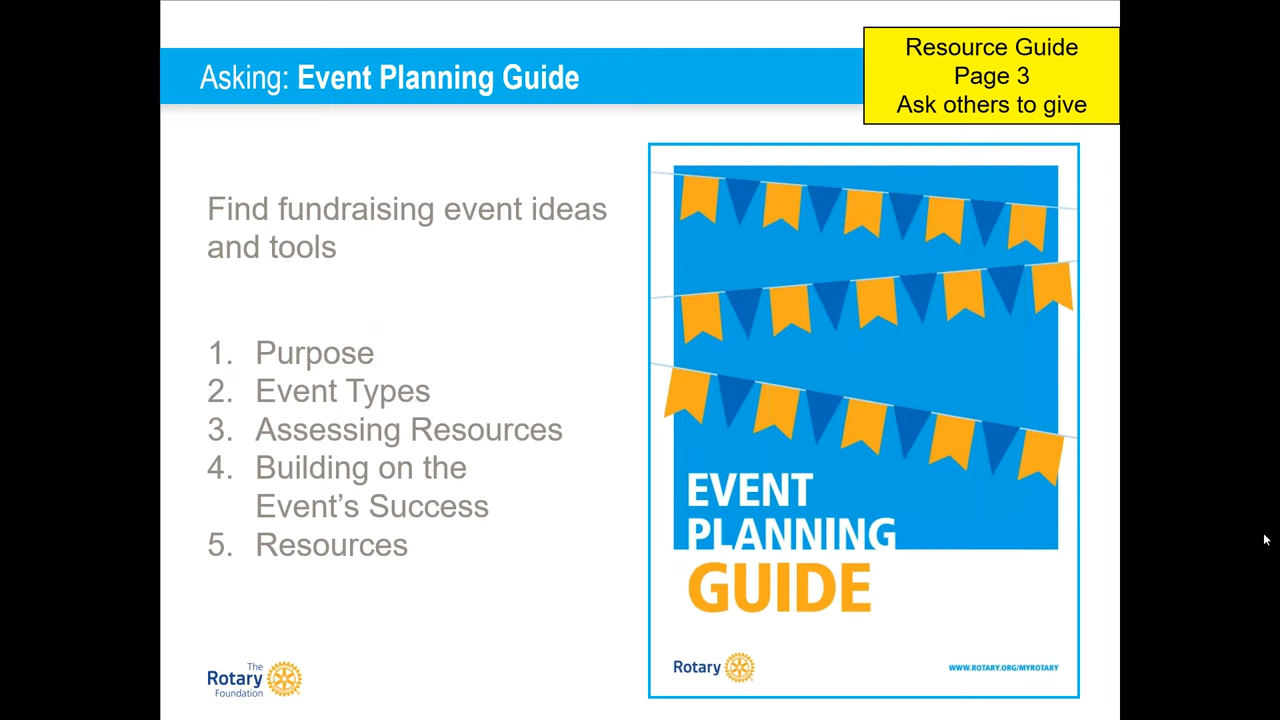 Asking: Event Planning Guide
Resource Guide
Page 3
Ask others to give
Find fundraising event ideas
and tools
1. Purpose
2. Event Types
3. Assessing Resources
4. Building on the
Event’s Success
5. Resources
EVENT
PLANNING
GUIDE
Rotary
WWW.ROTARY.ORG/MYROTARY
The
Rotary
Foundation